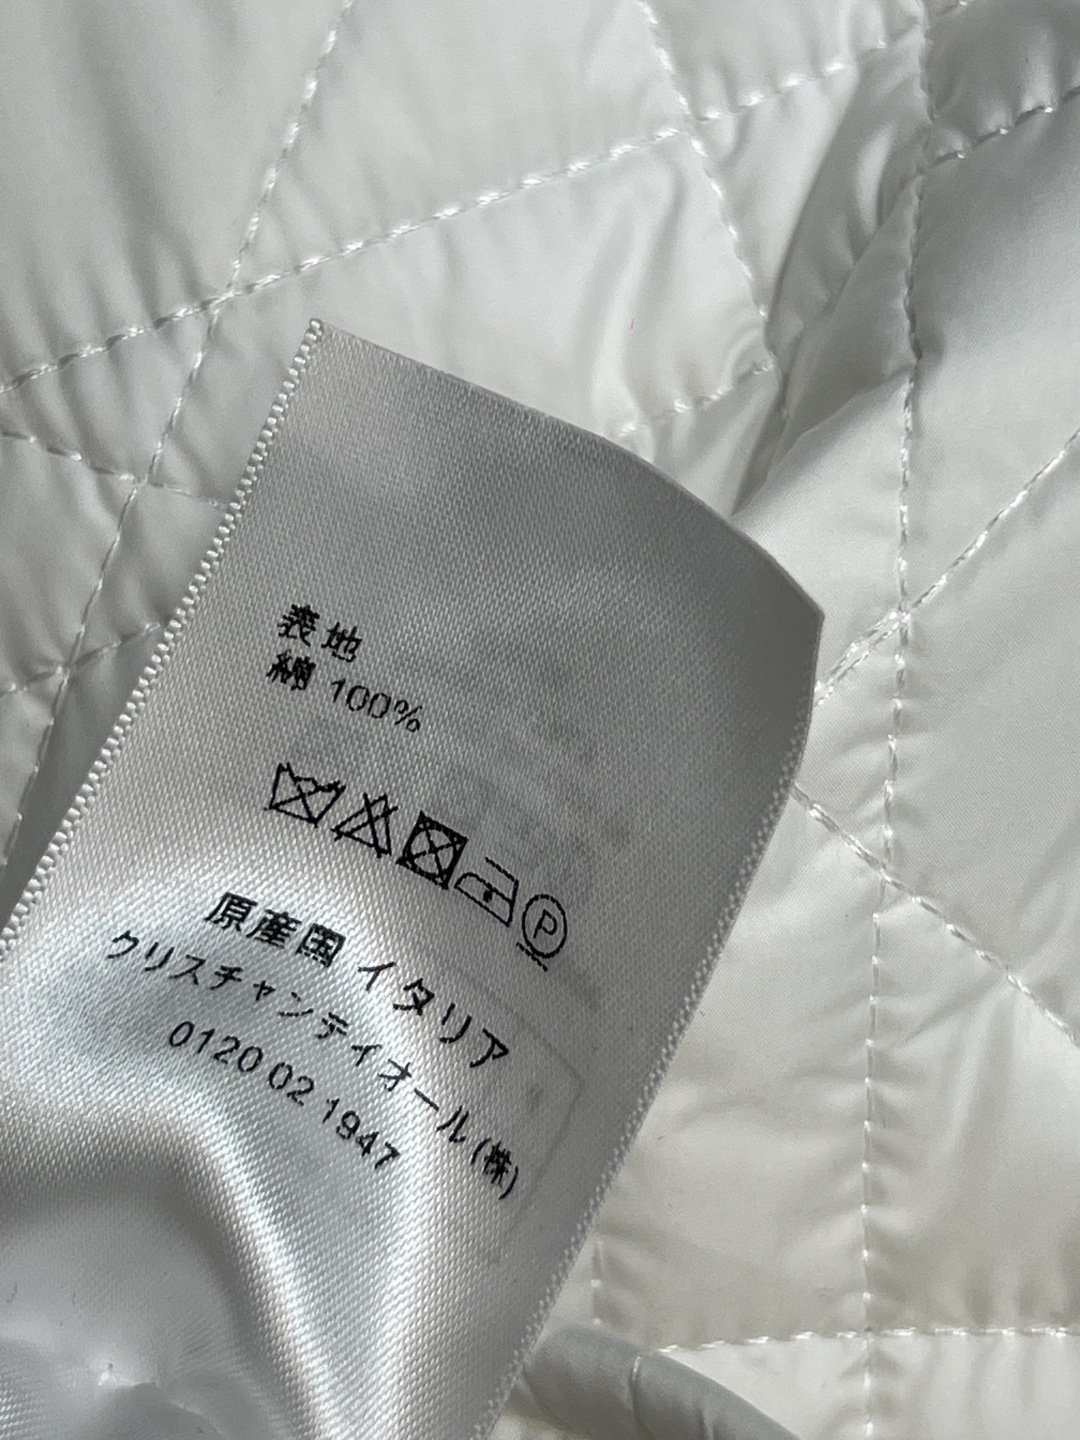 表地
綿 100%
P
原産国 イタリア
クリスチャンディオール(株)
0120 02 1947